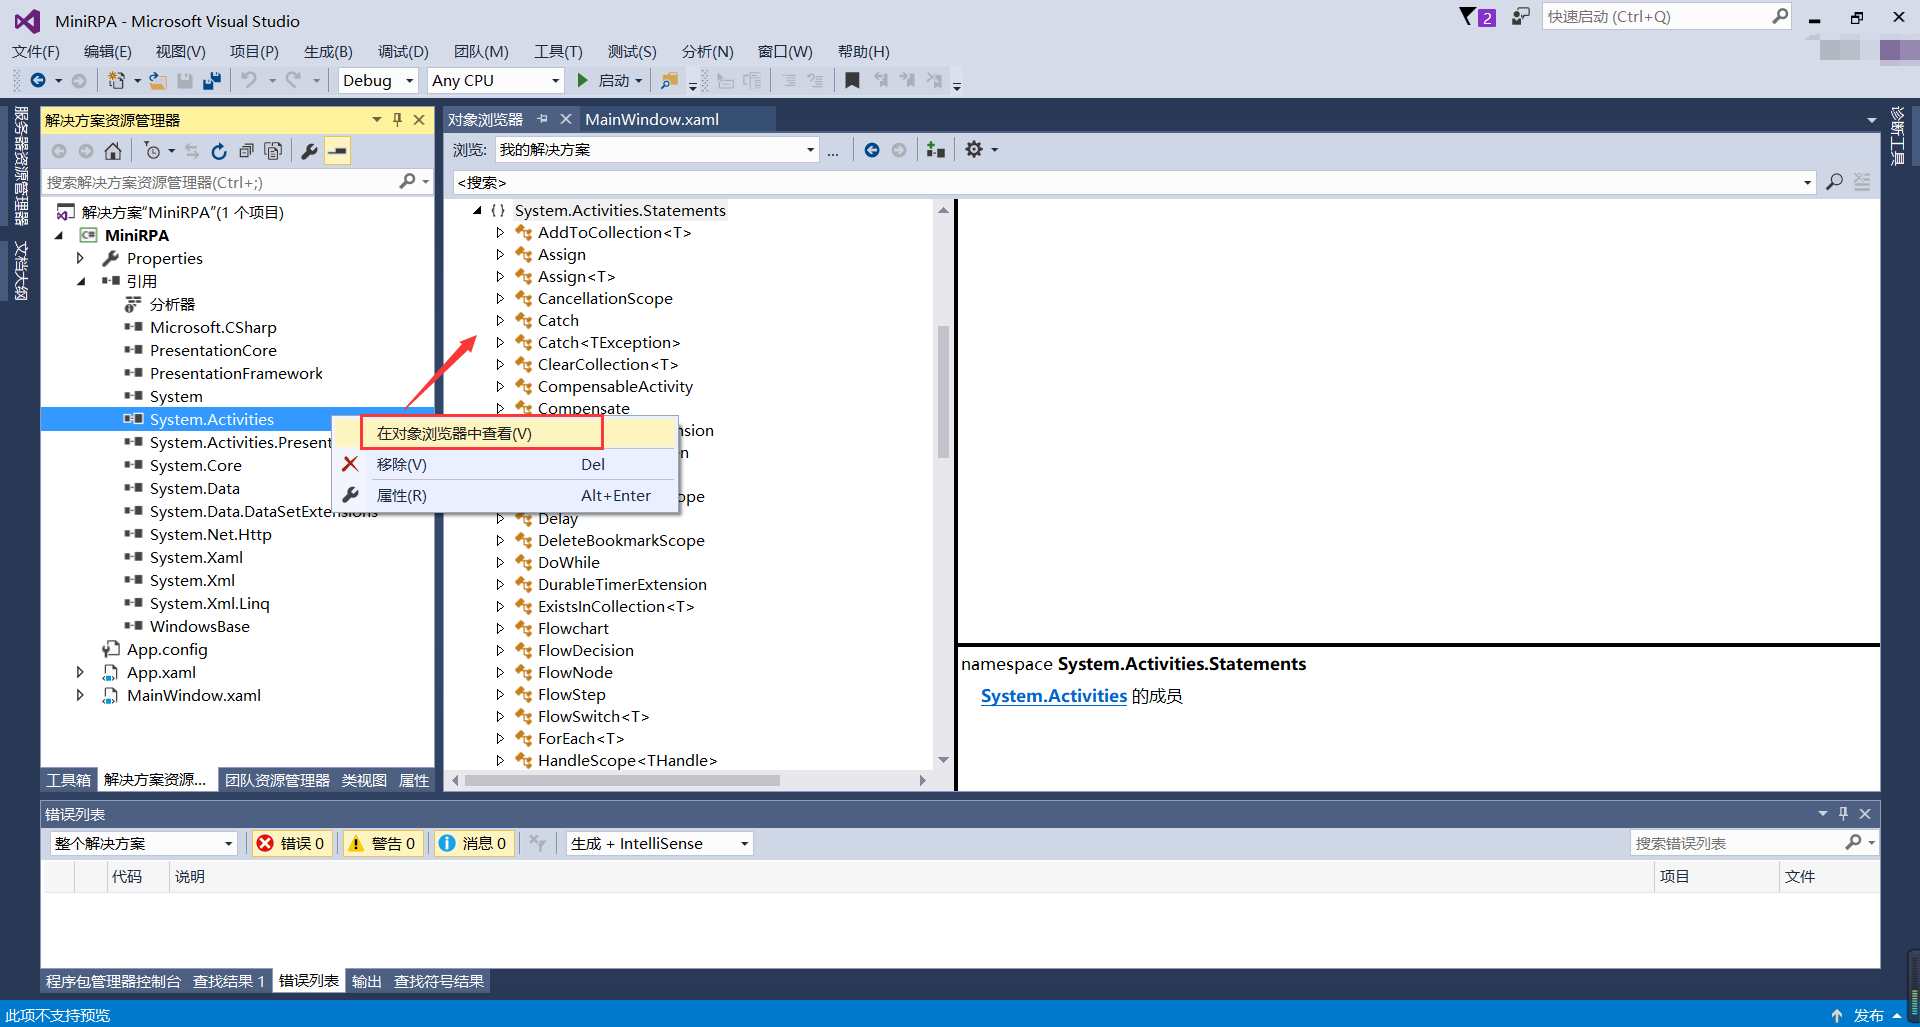 MiniRPA - Microsoft Visual Studio
2
快速启动 (Ctrl+Q)
文件(F) 编辑(E) 视图(V) 项目(P) 生成(B) 调试(D) 团队(M) 工具(T) 测试(S) 分析(N) 窗口(W) 帮助(H)
Debug Any CPU 启动
服务器资源管理器
文档大纲
解决方案资源管理器
搜索解决方案资源管理器(Ctrl+;)
解决方案"MiniRPA"(1 个项目)
C# MiniRPA
Properties
引用
分析器
Microsoft.CSharp
PresentationCore
PresentationFramework
System
System.Activities
System.Activities.Present
System.Core
System.Data
System.Data.DataSetExtensions
System.Net.Http
System.Xaml
System.Xml
System.Xml.Linq
WindowsBase
App.config
App.xaml
MainWindow.xaml
工具箱 解决方案资源... 团队资源管理器 类视图 属性
在对象浏览器中查看(V)
移除(V) Del
属性(R) Alt+Enter
对象浏览器 MainWindow.xaml
浏览: 我的解决方案 ...
<搜索>
{} System.Activities.Statements
AddToCollection<T>
Assign
Assign<T>
CancellationScope
Catch
Catch<TException>
ClearCollection<T>
CompensableActivity
Compensate
nsion
n
ope
Delay
DeleteBookmarkScope
DoWhile
DurableTimerExtension
ExistsInCollection<T>
Flowchart
FlowDecision
FlowNode
FlowStep
FlowSwitch<T>
ForEach<T>
HandleScope<THandle>
namespace System.Activities.Statements
System.Activities 的成员
诊断工具
错误列表
整个解决方案 错误 0 警告 0 消息 0 生成 + IntelliSense 搜索错误列表
代码 说明 项目 文件
程序包管理器控制台 查找结果 1 错误列表 输出 查找符号结果
此项不支持预览 发布